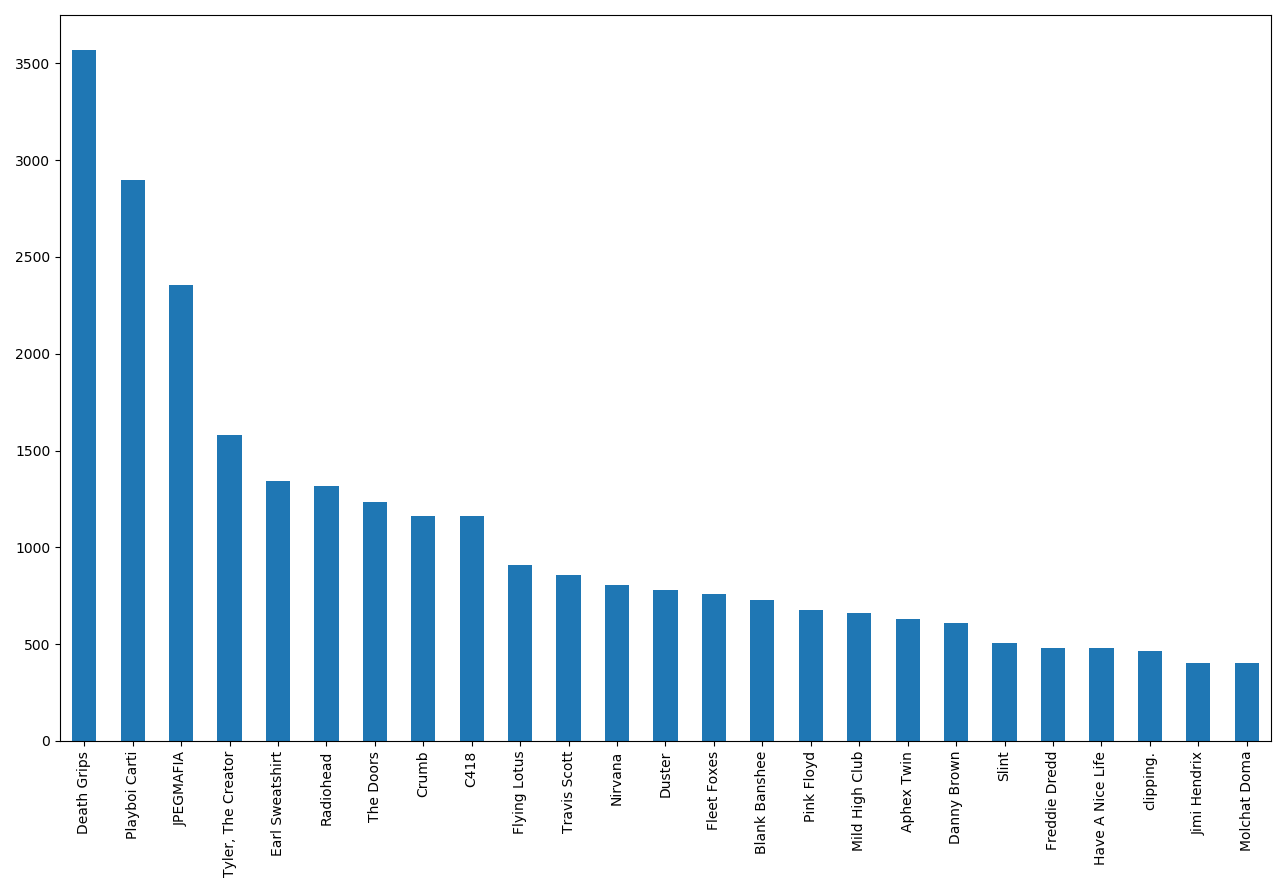 3500
3000
2500
2000
1500
1000
500
0
Death Grips
Playboi Carti
JPEGMAFIA
Tyler, The Creator
Earl Sweatshirt
Radiohead
The Doors
Crumb
C418
Flying Lotus
Travis Scott
Nirvana
Duster
Fleet Foxes
Blank Banshee
Pink Floyd
Mild High Club
Aphex Twin
Danny Brown
Slint
Freddie Dredd
Have A Nice Life
clipping.
Jimi Hendrix
Molchat Doma